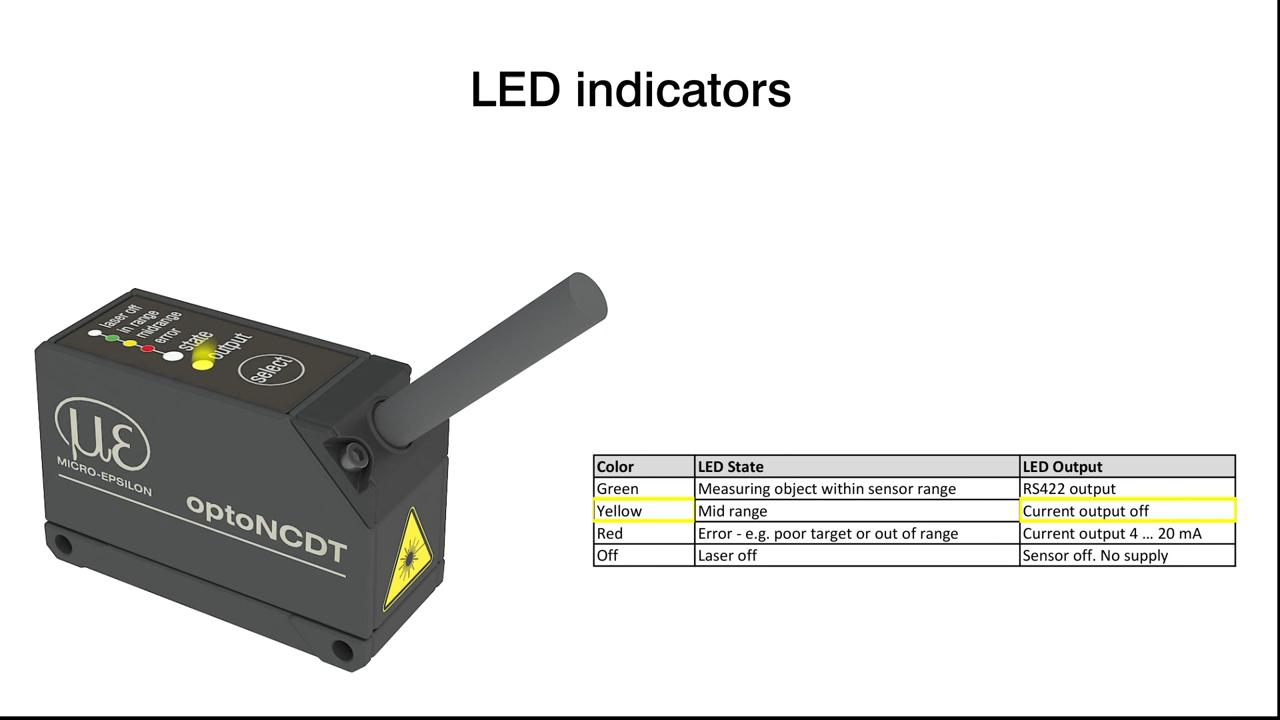 LED indicators
laser off
in range
midrange
error
state
output
select
με
MICRO-EPSILON
optoNCDT
Color LED State LED Output
Green Measuring object within sensor range RS422 output
Yellow Mid range Current output off
Red Error - e.g. poor target or out of range Current output 4 ... 20 mA
Off Laser off Sensor off. No supply